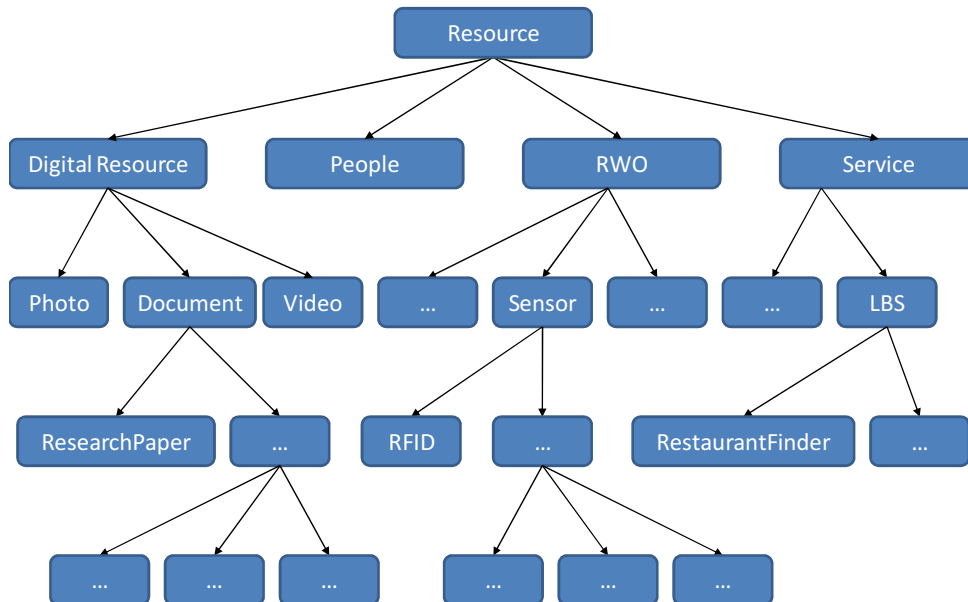 Resource
Digital Resource
People
RWO
Service
Photo
Document
Video
...
Sensor
...
...
LBS
ResearchPaper
...
RFID
...
RestaurantFinder
...
...
...
...
...
...
...